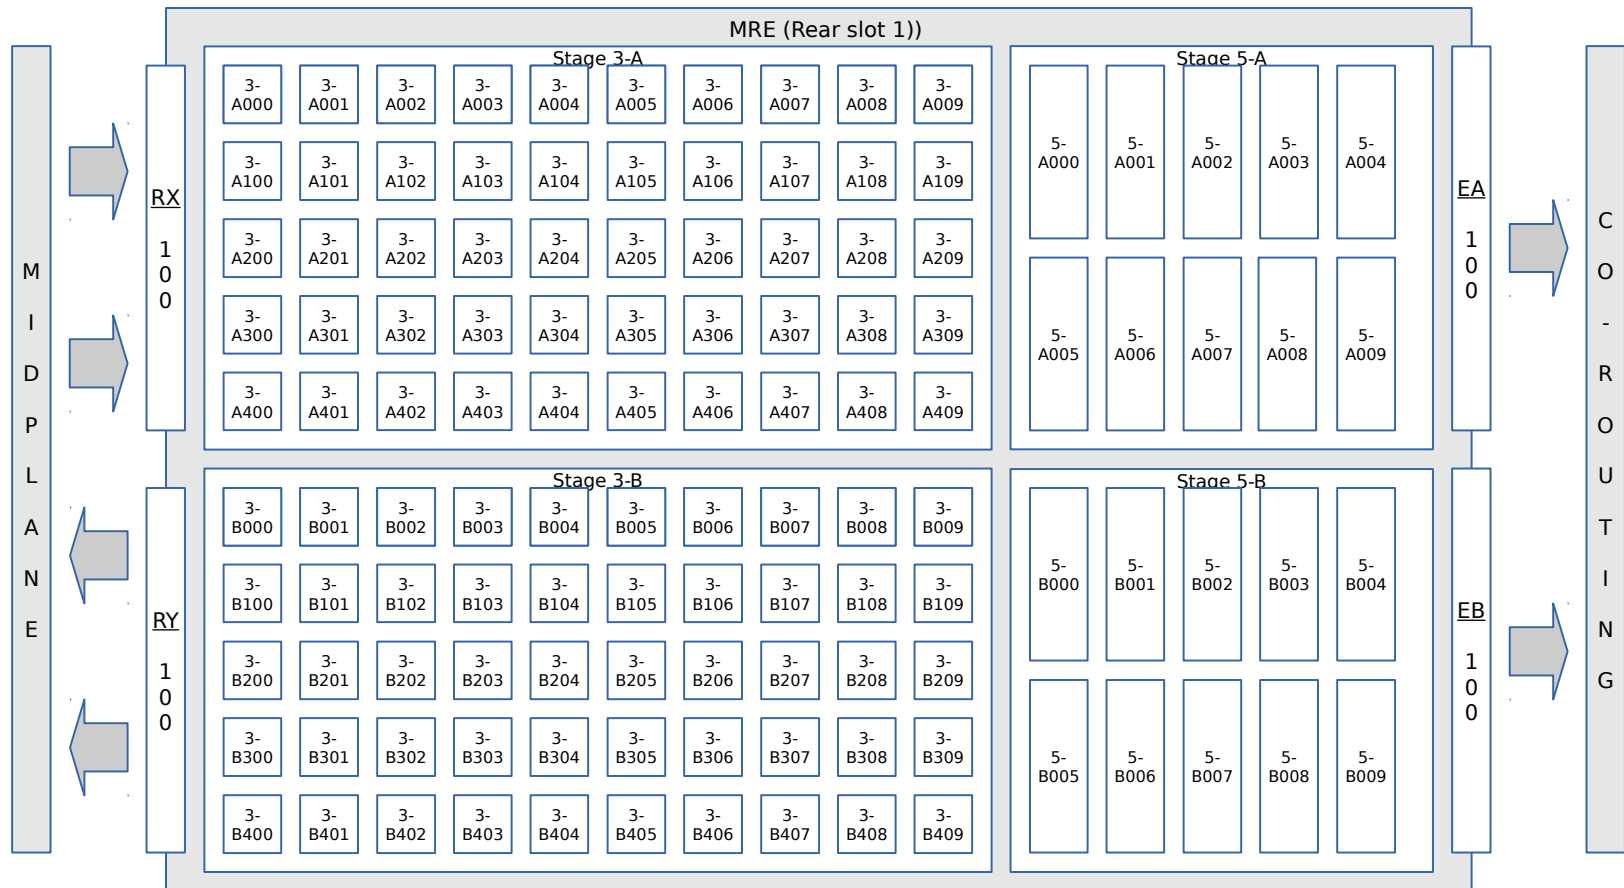 MRE (Rear slot 1))
M
I
D
P
L
A
N
E
RX
1
0
0
RY
1
0
0
Stage 3-A
3- 3- 3- 3- 3- 3- 3- 3- 3- 3-
A000 A001 A002 A003 A004 A005 A006 A007 A008 A009
3- 3- 3- 3- 3- 3- 3- 3- 3- 3-
A100 A101 A102 A103 A104 A105 A106 A107 A108 A109
3- 3- 3- 3- 3- 3- 3- 3- 3- 3-
A200 A201 A202 A203 A204 A205 A206 A207 A208 A209
3- 3- 3- 3- 3- 3- 3- 3- 3- 3-
A300 A301 A302 A303 A304 A305 A306 A307 A308 A309
3- 3- 3- 3- 3- 3- 3- 3- 3- 3-
A400 A401 A402 A403 A404 A405 A406 A407 A408 A409
Stage 5-A
5- 5- 5- 5- 5-
A000 A001 A002 A003 A004
5- 5- 5- 5- 5-
A005 A006 A007 A008 A009
Stage 3-B
3- 3- 3- 3- 3- 3- 3- 3- 3- 3-
B000 B001 B002 B003 B004 B005 B006 B007 B008 B009
3- 3- 3- 3- 3- 3- 3- 3- 3- 3-
B100 B101 B102 B103 B104 B105 B106 B107 B108 B109
3- 3- 3- 3- 3- 3- 3- 3- 3- 3-
B200 B201 B202 B203 B204 B205 B206 B207 B208 B209
3- 3- 3- 3- 3- 3- 3- 3- 3- 3-
B300 B301 B302 B303 B304 B305 B306 B307 B308 B309
3- 3- 3- 3- 3- 3- 3- 3- 3- 3-
B400 B401 B402 B403 B404 B405 B406 B407 B408 B409
Stage 5-B
5- 5- 5- 5- 5-
B000 B001 B002 B003 B004
5- 5- 5- 5- 5-
B005 B006 B007 B008 B009
EA
1
0
0
EB
1
0
0
C
O
-
R
O
U
T
I
N
G